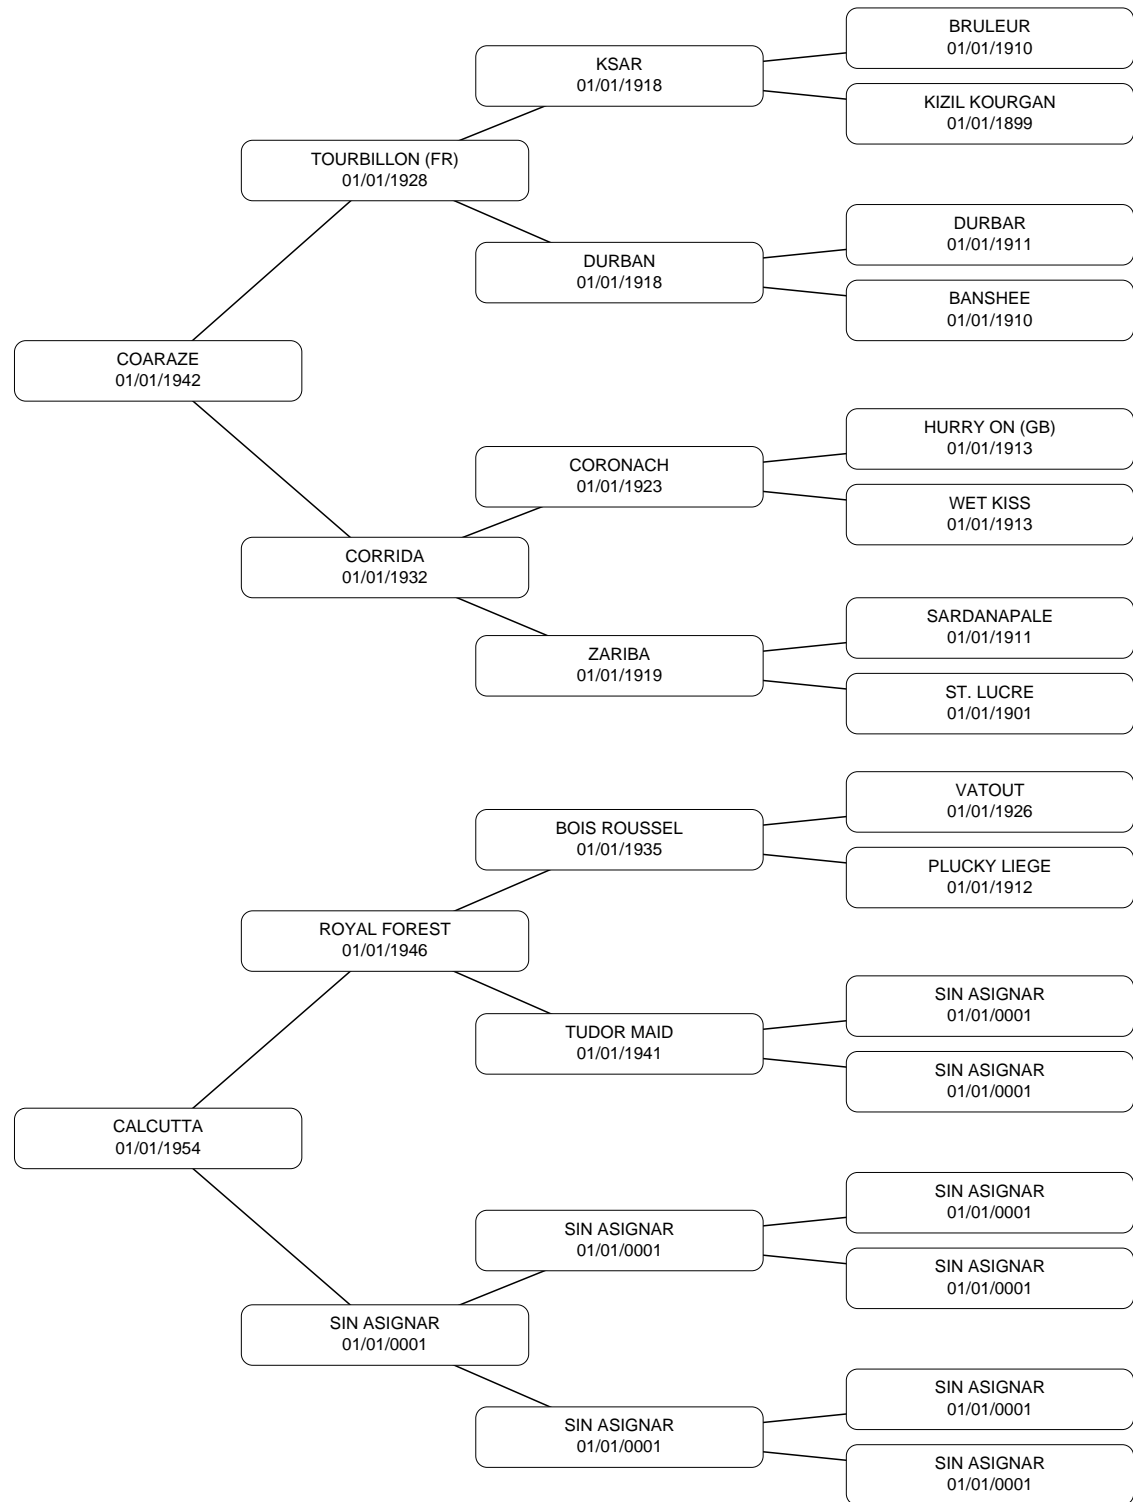 BRULEUR
01/01/1910
KSAR
01/01/1918
KIZIL KOURGAN
01/01/1899
TOURBILLON (FR)
01/01/1928
DURBAR
01/01/1911
DURBAN
01/01/1918
BANSHEE
01/01/1910
COARAZE
01/01/1942
HURRY ON (GB)
01/01/1913
CORONACH
01/01/1923
WET KISS
01/01/1913
CORRIDA
01/01/1932
SARDANAPALE
01/01/1911
ZARIBA
01/01/1919
ST. LUCRE
01/01/1901
VATOUT
01/01/1926
BOIS ROUSSEL
01/01/1935
PLUCKY LIEGE
01/01/1912
ROYAL FOREST
01/01/1946
SIN ASIGNAR
01/01/0001
TUDOR MAID
01/01/1941
SIN ASIGNAR
01/01/0001
CALCUTTA
01/01/1954
SIN ASIGNAR
01/01/0001
SIN ASIGNAR
01/01/0001
SIN ASIGNAR
01/01/0001
SIN ASIGNAR
01/01/0001
SIN ASIGNAR
01/01/0001
SIN ASIGNAR
01/01/0001
SIN ASIGNAR
01/01/0001